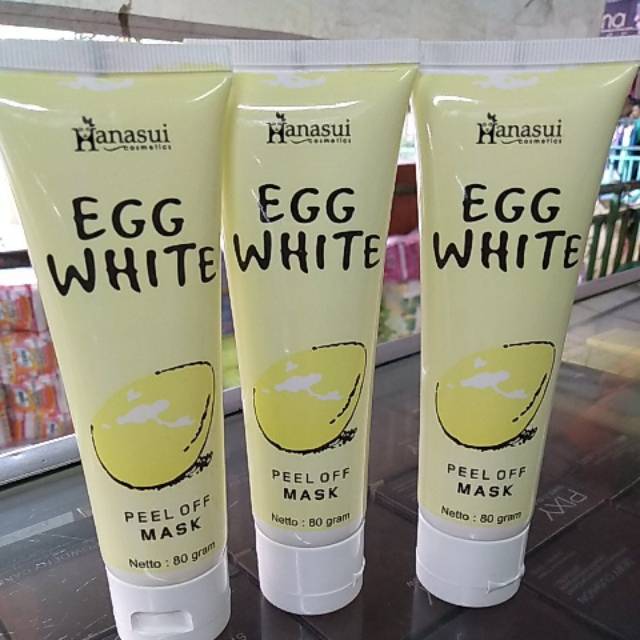 Hanasui
cosmetics
EGG
WHITE
PEEL OFF
MASK
Netto : 80 gram
Hanasui
cosmetics
EGG
WHITE
PEEL OFF
MASK
Netto : 80 gram
Hanasui
cosmetics
EGG
WHITE
PEEL OFF
MASK
Netto : 80 gram
PIXY